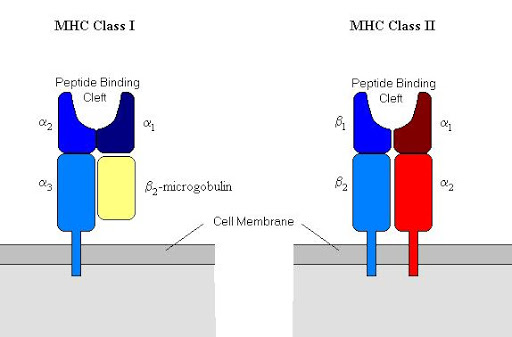 MHC Class I
MHC Class II
Peptide Binding
Cleft
Peptide Binding
Cleft
α2
α1
β1
α1
α3
β2-microgobulin
β2
α2
Cell Membrane